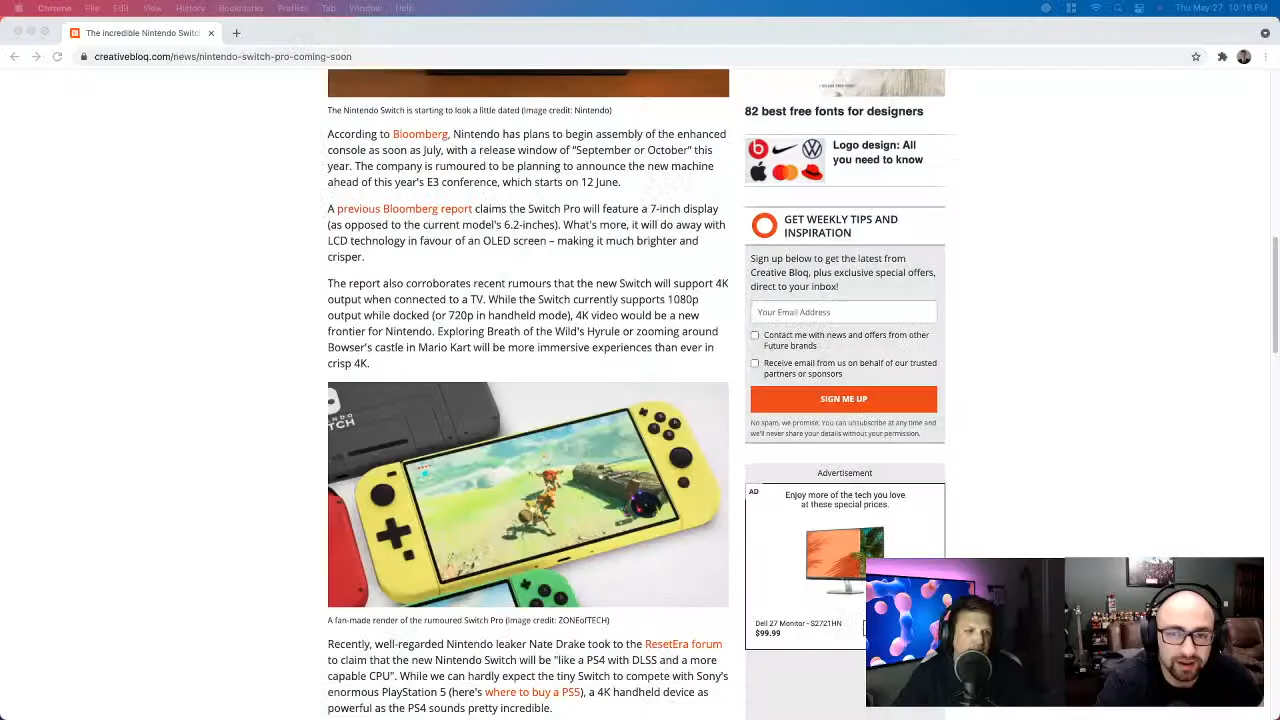 Chrome File Edit View History Bookmarks Profiles Tab Window Help
Thu May 27 10:16 PM
The incredible Nintendo Switc
creativebloq.com/news/nintendo-switch-pro-coming-soon
The Nintendo Switch is starting to look a little dated (Image credit: Nintendo)
According to Bloomberg, Nintendo has plans to begin assembly of the enhanced
console as soon as July, with a release window of "September or October" this
year. The company is rumoured to be planning to announce the new machine
ahead of this year's E3 conference, which starts on 12 June.
A previous Bloomberg report claims the Switch Pro will feature a 7-inch display
(as opposed to the current model's 6.2-inches). What's more, it will do away with
LCD technology in favour of an OLED screen – making it much brighter and
crisper.
The report also corroborates recent rumours that the new Switch will support 4K
output when connected to a TV. While the Switch currently supports 1080p
output while docked (or 720p in handheld mode), 4K video would be a new
frontier for Nintendo. Exploring Breath of the Wild's Hyrule or zooming around
Bowser's castle in Mario Kart will be more immersive experiences than ever in
crisp 4K.
A fan-made render of the rumoured Switch Pro (Image credit: ZONEofTECH)
Recently, well-regarded Nintendo leaker Nate Drake took to the ResetEra forum
to claim that the new Nintendo Switch will be "like a PS4 with DLSS and a more
capable CPU". While we can hardly expect the tiny Switch to compete with Sony's
enormous PlayStation 5 (here's where to buy a PS5), a 4K handheld device as
powerful as the PS4 sounds pretty incredible.
82 best free fonts for designers
Logo design: All
you need to know
GET WEEKLY TIPS AND
INSPIRATION
Sign up below to get the latest from
Creative Bloq, plus exclusive special offers,
direct to your inbox!
Your Email Address
Contact me with news and offers from other
Future brands
Receive email from us on behalf of our trusted
partners or sponsors
SIGN ME UP
No spam, we promise. You can unsubscribe at any time and
we'll never share your details without your permission.
Advertisement
AD
Enjoy more of the tech you love
at these special prices.
Dell 27 Monitor - S2721HN
$99.99